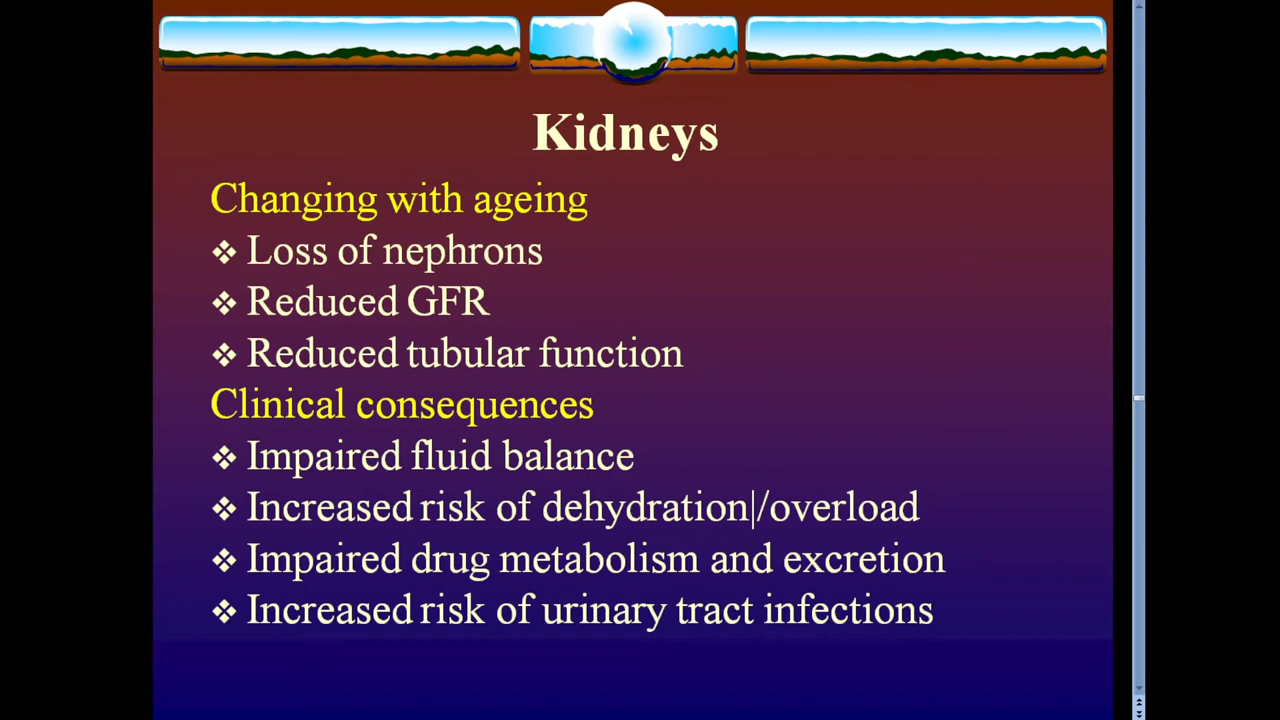 Kidneys
Changing with ageing
❖ Loss of nephrons
❖ Reduced GFR
❖ Reduced tubular function
Clinical consequences
❖ Impaired fluid balance
❖ Increased risk of dehydration/overload
❖ Impaired drug metabolism and excretion
❖ Increased risk of urinary tract infections